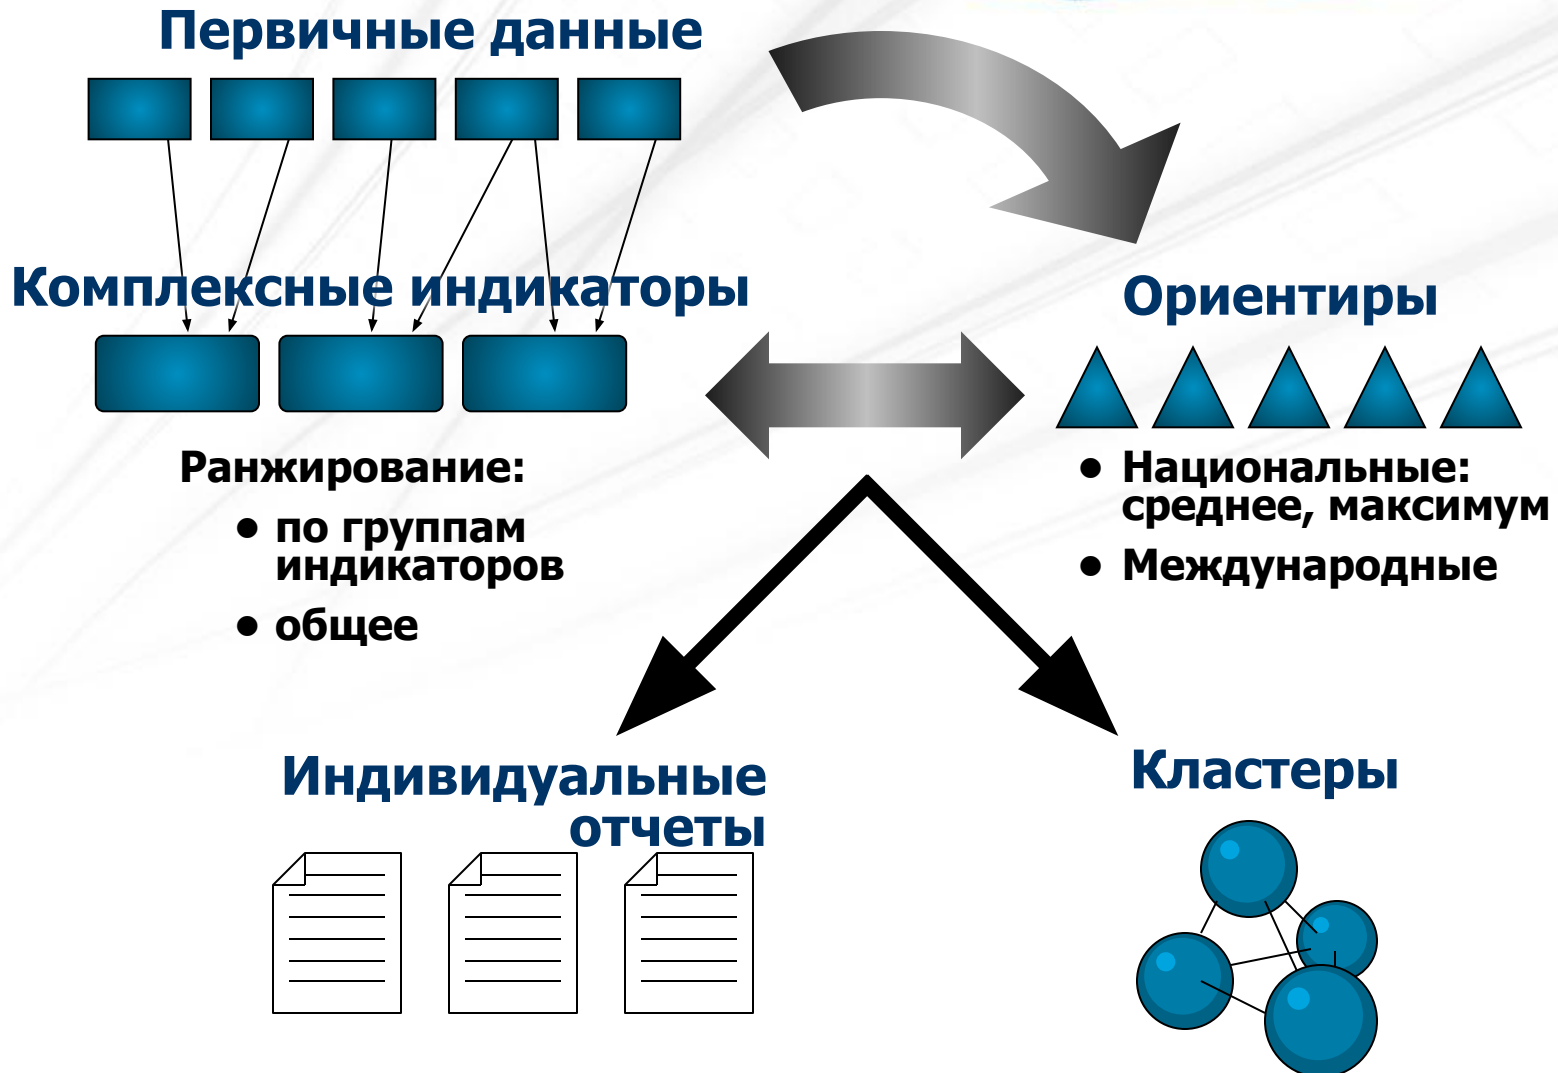 Первичные данные
Комплексные индикаторы
Ориентиры
Ранжирование:
• по группам
индикаторов
• общее
• Национальные:
среднее, максимум
• Международные
Индивидуальные
отчеты
Кластеры